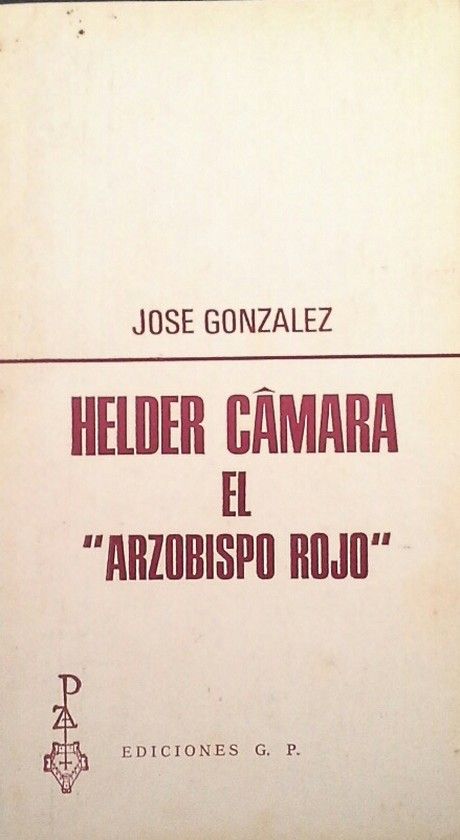 JOSE GONZALEZ
HELDER CÂMARA
EL
"ARZOBISPO ROJO"
P
Z A
EDICIONES G. P.